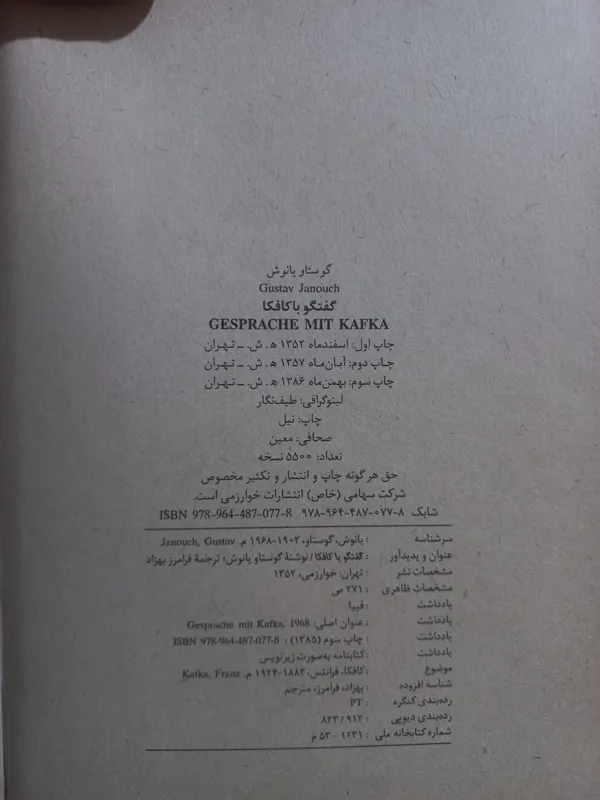 گوستاو یانوش
Gustav Janouch
گفتگو با کافکا
GESPRACHE MIT KAFKA
چاپ اول: اسفندماه ۱۳۵۲ ه‍. ش. ــ تهران
چاپ دوم: آبان‌ماه ۱۳۵۷ ه‍. ش. ــ تهران
چاپ سوم: بهمن‌ماه ۱۳۸۶ ه‍. ش. ــ تهران
لیتوگرافی: طیف‌نگار
چاپ: نیل
صحافی: معین
تعداد: ۵۵۰۰ نسخه
حق هرگونه چاپ و انتشار و تکثیر مخصوص
شرکت سهامی (خاص) انتشارات خوارزمی است.
شابک ۸-۰۷۷-۴۸۷-۹۶۴-۹۷۸ ISBN 978-964-487-077-8
سرشناسه : یانوش، گوستاو، ۱۹۰۳-۱۹۶۸ م. Janouch, Gustav
عنوان و پدیدآور : گفتگو با کافکا/ نوشتهٔ گوستاو یانوش؛ ترجمهٔ فرامرز بهزاد
مشخصات نشر : تهران: خوارزمی، ۱۳۵۲
مشخصات ظاهری : ۲۷۱ ص
یادداشت : فیپا
یادداشت : عنوان اصلی: Gesprache mit Kafka, 1968
یادداشت : چاپ سوم (۱۳۸۵): ISBN 978-964-487-077-8
یادداشت : کتابنامه به‌صورت زیرنویس
موضوع : کافکا، فرانتس، ۱۸۸۳-۱۹۲۴ م. Kafka, Franz
شناسه افزوده : بهزاد، فرامرز، مترجم
رده‌بندی کنگره : PT
رده‌بندی دیویی : ۸۳۳/۹۱۲
شماره کتابخانه ملی : ۱۲۳۱-۵۳ م